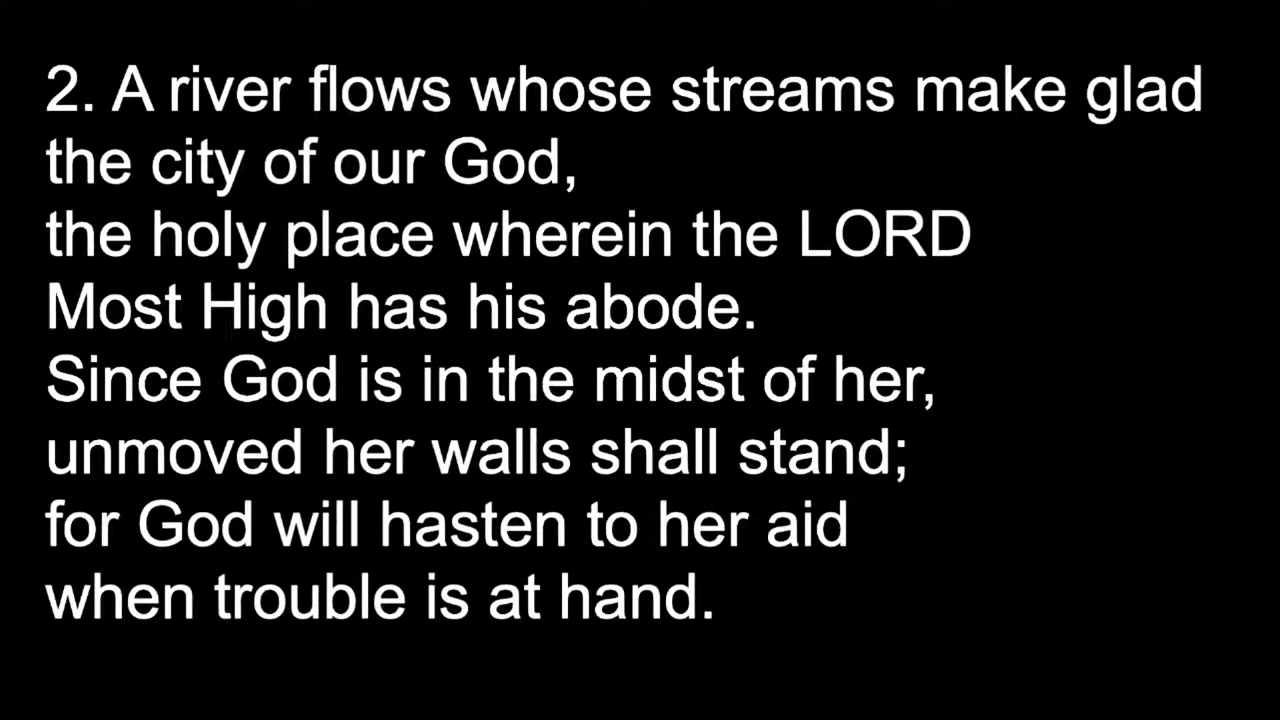 2. A river flows whose streams make glad
the city of our God,
the holy place wherein the LORD
Most High has his abode.
Since God is in the midst of her,
unmoved her walls shall stand;
for God will hasten to her aid
when trouble is at hand.